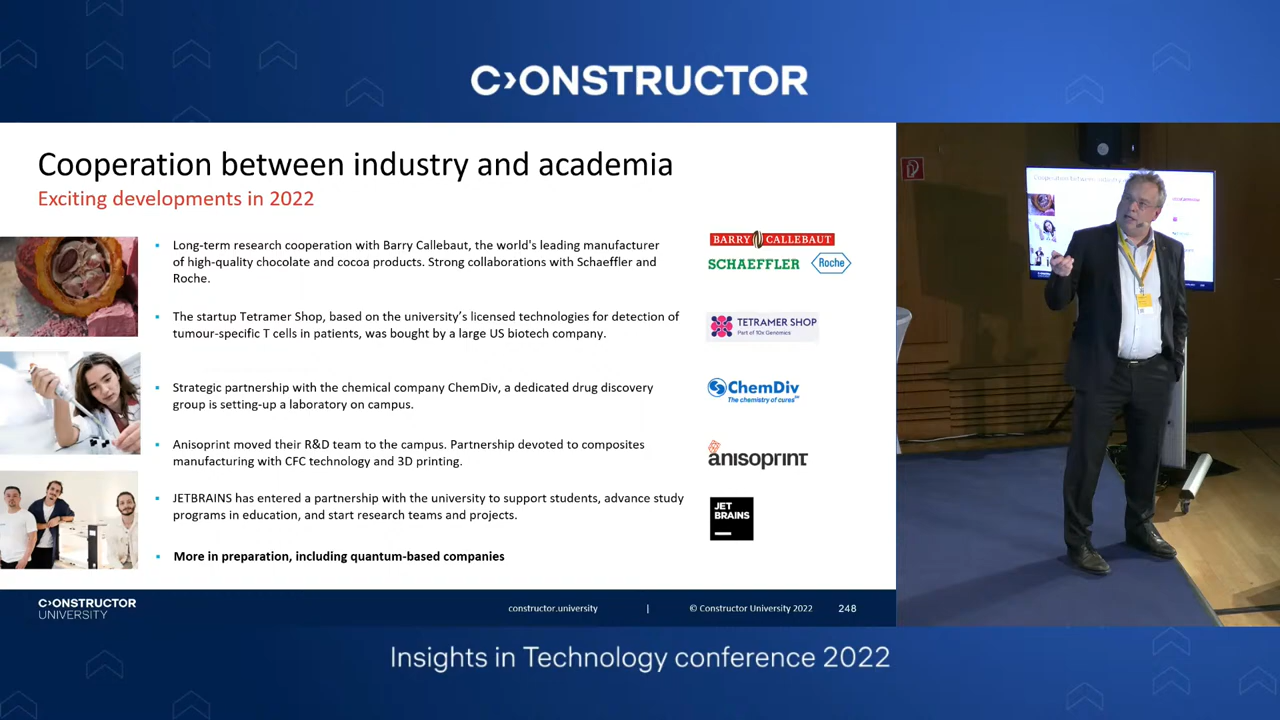 C›ONSTRUCTOR
Cooperation between industry and academia
Exciting developments in 2022
▪ Long-term research cooperation with Barry Callebaut, the world's leading manufacturer
of high-quality chocolate and cocoa products. Strong collaborations with Schaeffler and
Roche.
BARRY CALLEBAUT
SCHAEFFLER
Roche
▪ The startup Tetramer Shop, based on the university's licensed technologies for detection of
tumour-specific T cells in patients, was bought by a large US biotech company.
TETRAMER SHOP
Part of 10x Genomics
▪ Strategic partnership with the chemical company ChemDiv, a dedicated drug discovery
group is setting-up a laboratory on campus.
ChemDiv
The chemistry of cures
▪ Anisoprint moved their R&D team to the campus. Partnership devoted to composites
manufacturing with CFC technology and 3D printing.
anisoprint
▪ JETBRAINS has entered a partnership with the university to support students, advance study
programs in education, and start research teams and projects.
JET
BRAINS
▪ More in preparation, including quantum-based companies
C›ONSTRUCTOR
UNIVERSITY
constructor.university | © Constructor University 2022 248
Cooperation between industry
Insights in Technology conference 2022